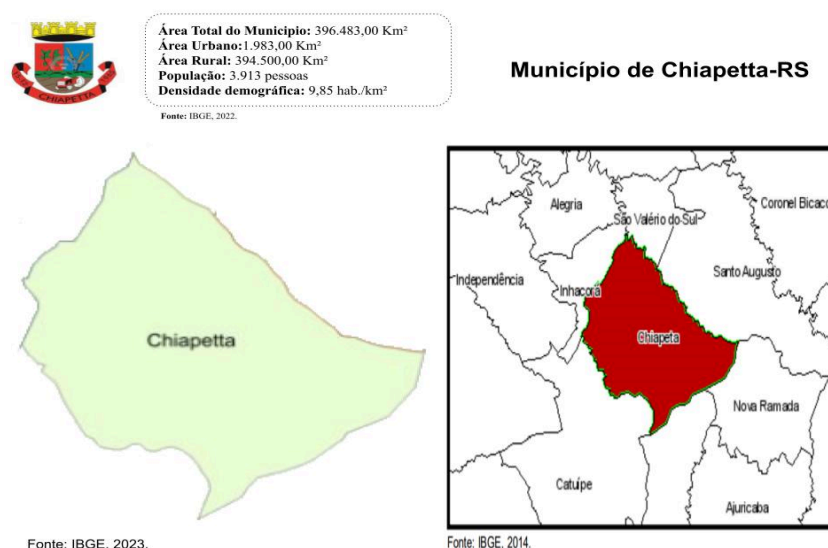 Área Total do Municipio: 396.483,00 Km²
Área Urbano:1.983,00 Km²
Área Rural: 394.500,00 Km²
População: 3.913 pessoas
Densidade demográfica: 9,85 hab./km²
Fonte: IBGE, 2022.
CHIAPETTA
Município de Chiapetta-RS
Chiapetta
Fonte: IBGE, 2023.
Alegria
São Valério do Sul
Coronel Bicaco
Independência
Inhacorá
Santo Augusto
Chiapeta
Nova Ramada
Catuípe
Ajuricaba
Fonte: IBGE, 2014.